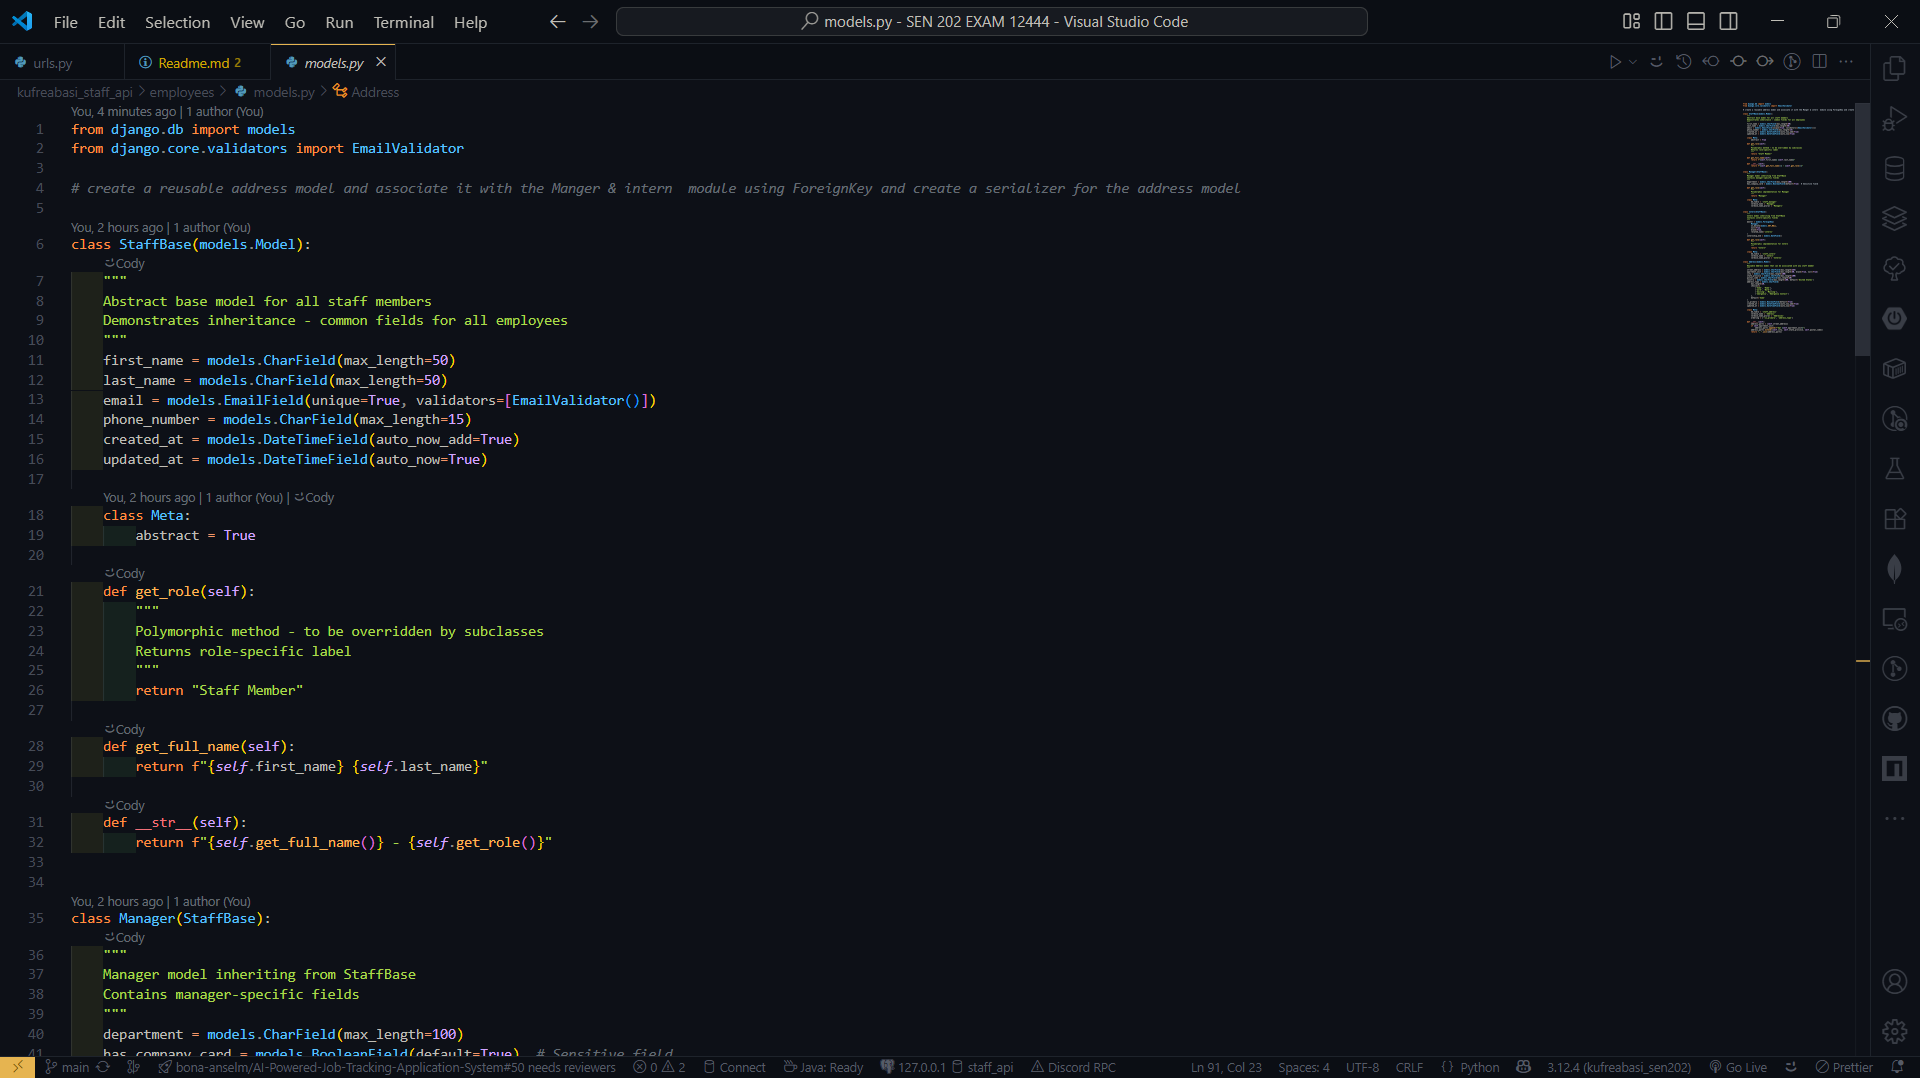 File Edit Selection View Go Run Terminal Help
models.py - SEN 202 EXAM 12444 - Visual Studio Code
urls.py
Readme.md 2
models.py
kufreabasi_staff_api > employees > models.py > Address
You, 4 minutes ago | 1 author (You)
1 from django.db import models
2 from django.core.validators import EmailValidator
3
4 # create a reusable address model and associate it with the Manger & intern  module using ForeignKey and create a serializer for the address model
5
You, 2 hours ago | 1 author (You)
6 class StaffBase(models.Model):
Cody
7 """
8 Abstract base model for all staff members
9 Demonstrates inheritance - common fields for all employees
10 """
11 first_name = models.CharField(max_length=50)
12 last_name = models.CharField(max_length=50)
13 email = models.EmailField(unique=True, validators=[EmailValidator()])
14 phone_number = models.CharField(max_length=15)
15 created_at = models.DateTimeField(auto_now_add=True)
16 updated_at = models.DateTimeField(auto_now=True)
17
You, 2 hours ago | 1 author (You) | Cody
18 class Meta:
19 abstract = True
20
Cody
21 def get_role(self):
22 """
23 Polymorphic method - to be overridden by subclasses
24 Returns role-specific label
25 """
26 return "Staff Member"
27
Cody
28 def get_full_name(self):
29 return f"{self.first_name} {self.last_name}"
30
Cody
31 def __str__(self):
32 return f"{self.get_full_name()} - {self.get_role()}"
33
34
You, 2 hours ago | 1 author (You)
35 class Manager(StaffBase):
Cody
36 """
37 Manager model inheriting from StaffBase
38 Contains manager-specific fields
39 """
40 department = models.CharField(max_length=100)
41 has_company_card = models.BooleanField(default=True)  # Sensitive field
main bona-anselm/AI-Powered-Job-Tracking-Application-System#50 needs reviewers 0 2 Connect Java: Ready 127.0.0.1 staff_api Discord RPC Ln 91, Col 23 Spaces: 4 UTF-8 CRLF { } Python 3.12.4 (kufreabasi_sen202) Go Live Prettier